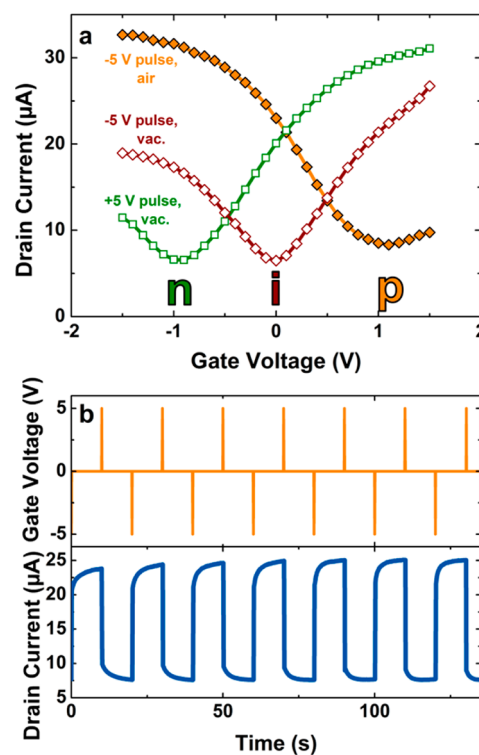 a
-5 V pulse,
air
-5 V pulse,
vac.
+5 V pulse,
vac.
n
i
p
30
20
10
0
Drain Current (µA)
-2
-1
0
1
2
Gate Voltage (V)
b
5
0
-5
Gate Voltage (V)
25
20
15
10
5
Drain Current (µA)
0
50
100
Time (s)